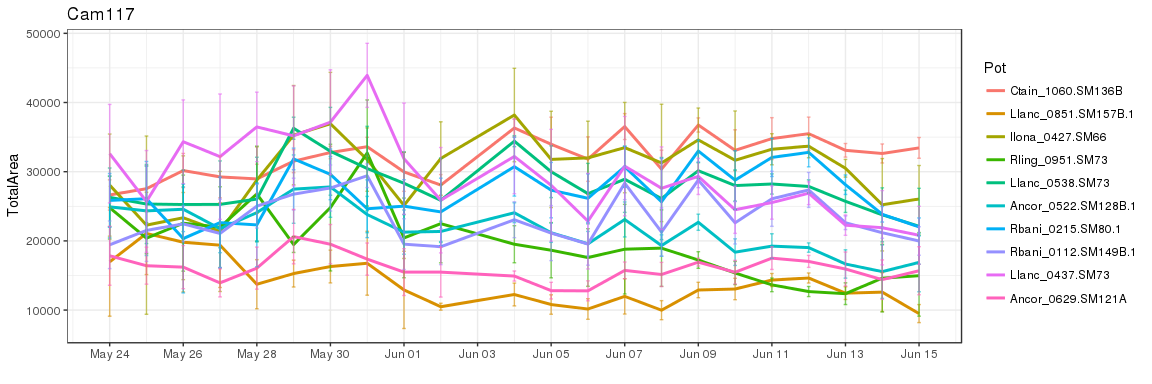 Cam117
TotalArea
50000
40000
30000
20000
10000
May 24
May 26
May 28
May 30
Jun 01
Jun 03
Jun 05
Jun 07
Jun 09
Jun 11
Jun 13
Jun 15
Pot
Ctain_1060.SM136B
Llanc_0851.SM157B.1
Ilona_0427.SM66
Rling_0951.SM73
Llanc_0538.SM73
Ancor_0522.SM128B.1
Rbani_0215.SM80.1
Rbani_0112.SM149B.1
Llanc_0437.SM73
Ancor_0629.SM121A